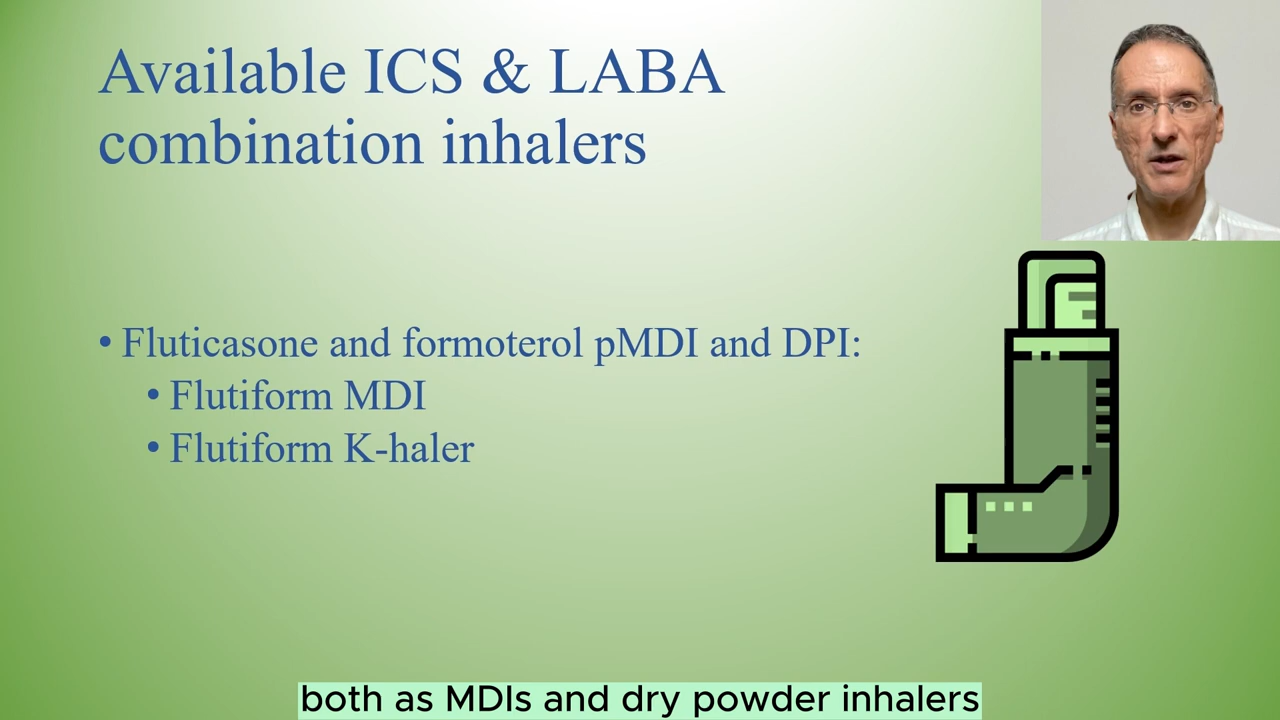 Available ICS & LABA
combination inhalers
• Fluticasone and formoterol pMDI and DPI:
• Flutiform MDI
• Flutiform K-haler
both as MDIs and dry powder inhalers